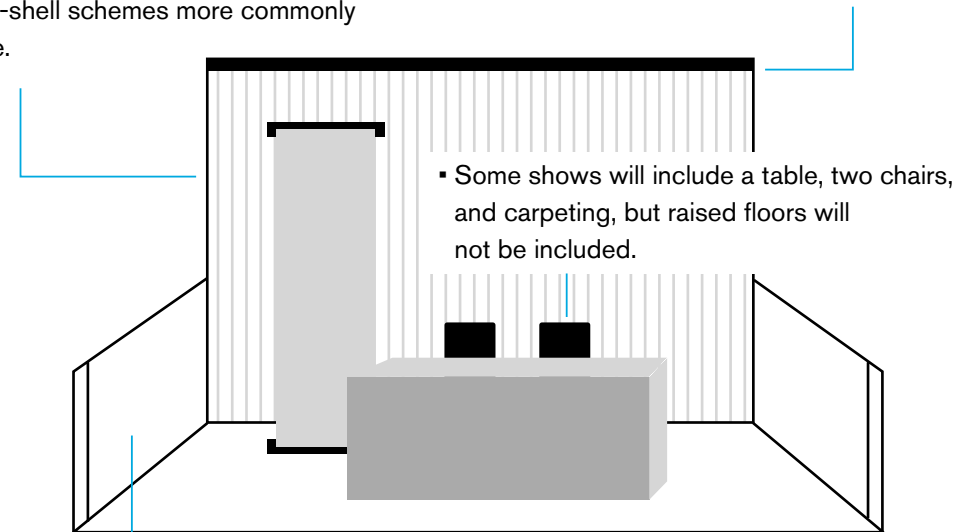 -shell schemes more commonly
e.
▪ Some shows will include a table, two chairs,
and carpeting, but raised floors will
not be included.